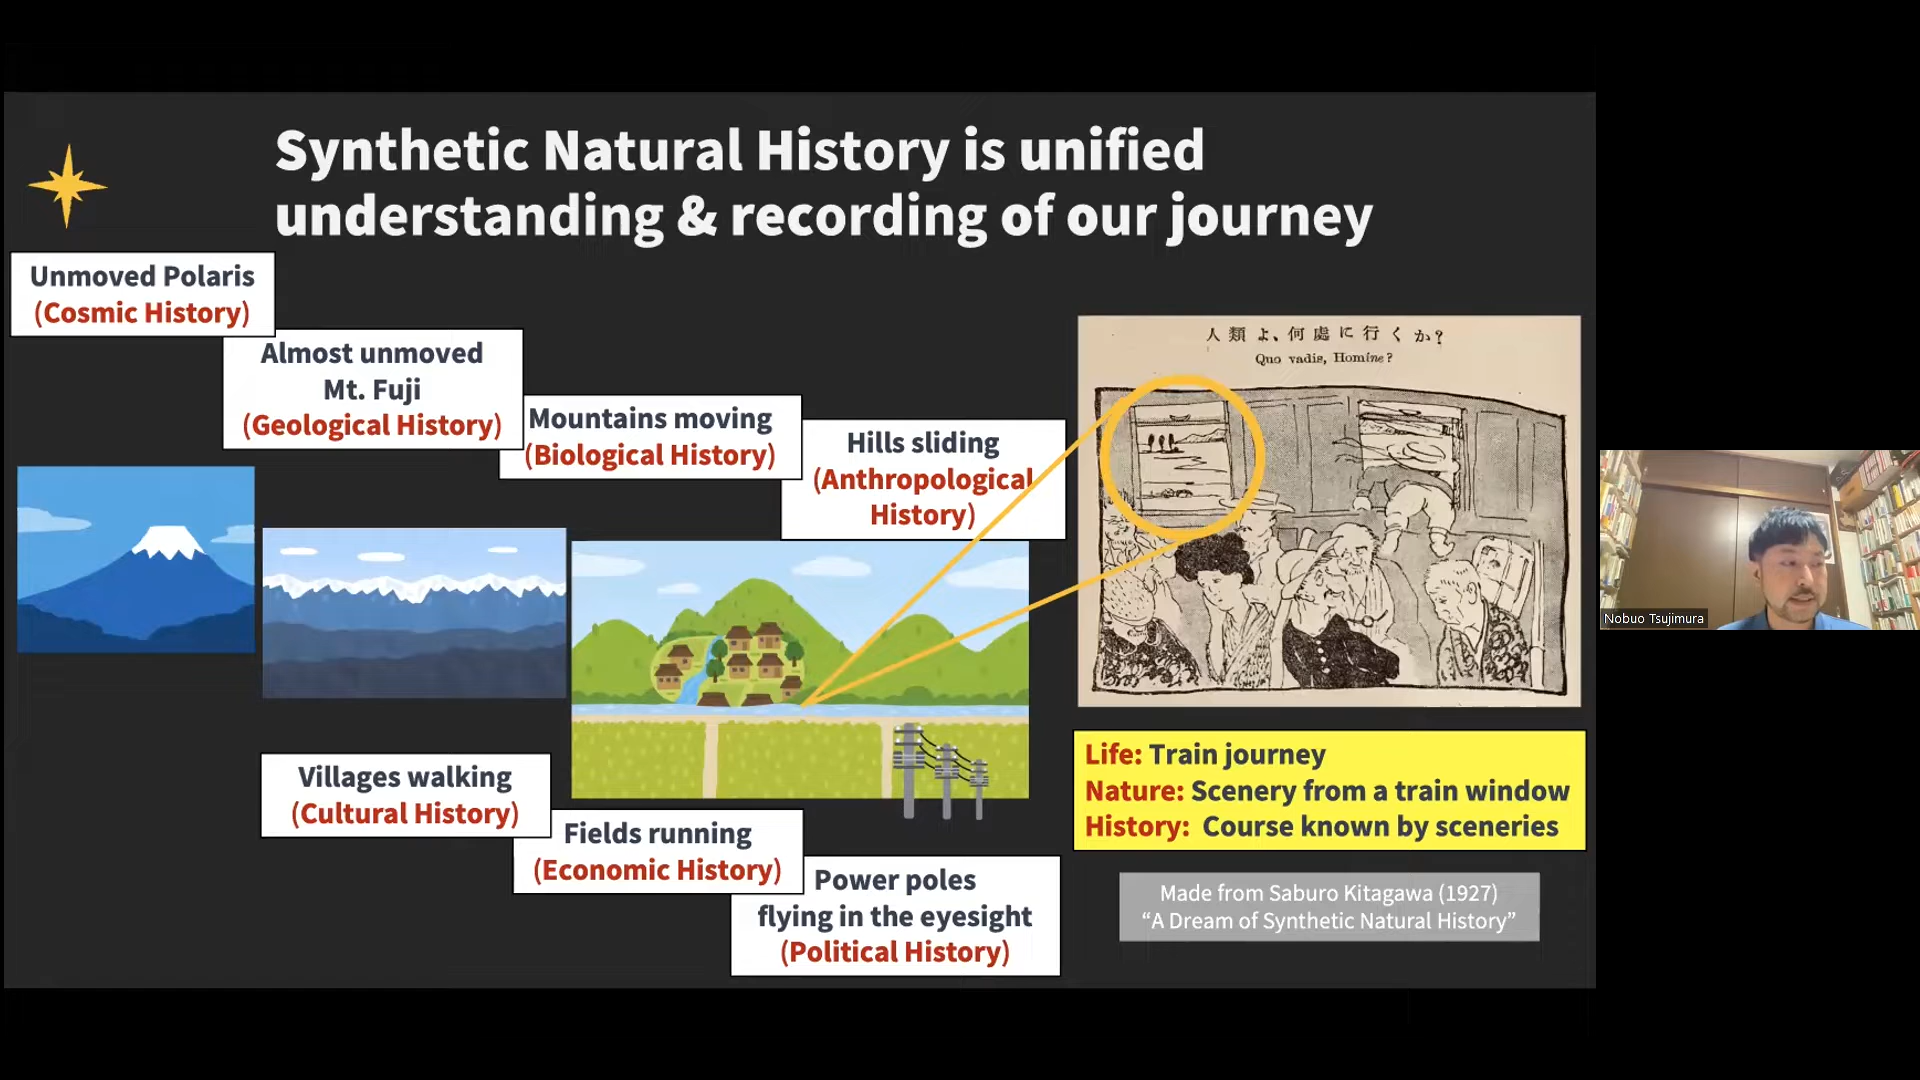 Synthetic Natural History is unified
understanding & recording of our journey
Unmoved Polaris
(Cosmic History)
Almost unmoved
Mt. Fuji
(Geological History)
Mountains moving
(Biological History)
Hills sliding
(Anthropological
History)
人類よ、何處に行くか?
Quo vadis, Homine?
Villages walking
(Cultural History)
Fields running
(Economic History)
Power poles
flying in the eyesight
(Political History)
Life: Train journey
Nature: Scenery from a train window
History: Course known by sceneries
Made from Saburo Kitagawa (1927)
“A Dream of Synthetic Natural History”
Nobuo Tsujimura